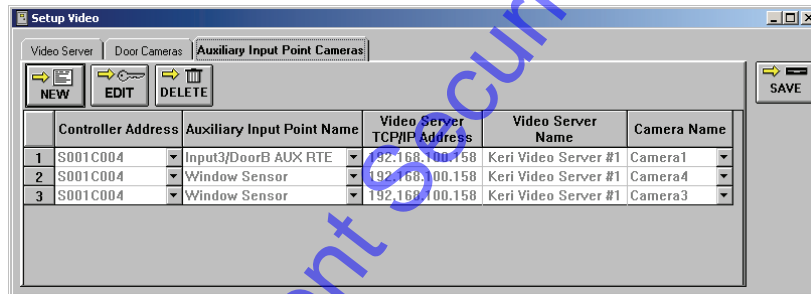 Setup Video
Video Server Door Cameras Auxiliary Input Point Cameras
NEW EDIT DELETE SAVE
Controller Address Auxiliary Input Point Name Video Server TCP/IP Address Video Server Name Camera Name
1 S001C004 Input3/DoorB AUX RTE 192.168.100.158 Keri Video Server #1 Camera1
2 S001C004 Window Sensor 192.168.100.158 Keri Video Server #1 Camera4
3 S001C004 Window Sensor 192.168.100.158 Keri Video Server #1 Camera3